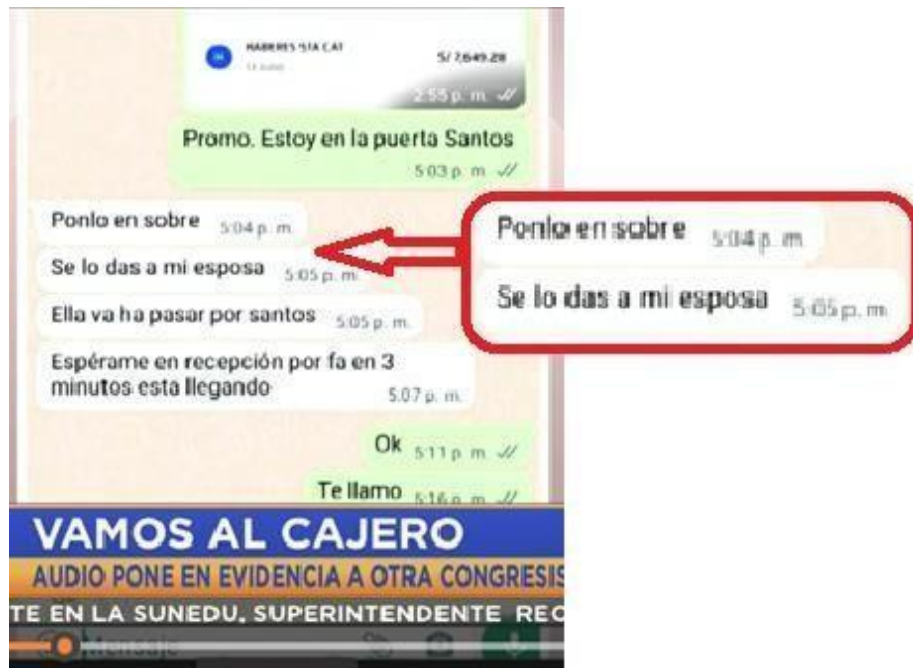 HABERES STA CAT
S/ 7,649.28
2:55 p. m.
Promo. Estoy en la puerta Santos
5:03 p. m.
Ponlo en sobre 5:04 p. m.
Se lo das a mi esposa 5:05 p. m.
Ella va ha pasar por santos 5:05 p. m.
Espérame en recepción por fa en 3
minutos esta llegando
5:07 p. m.
Ok 5:11 p. m.
Te llamo 5:16 p. m.
Ponlo en sobre 5:04 p. m.
Se lo das a mi esposa 5:05 p. m.
VAMOS AL CAJERO
AUDIO PONE EN EVIDENCIA A OTRA CONGRESIS
TE EN LA SUNEDU, SUPERINTENDENTE REC
Mensaje